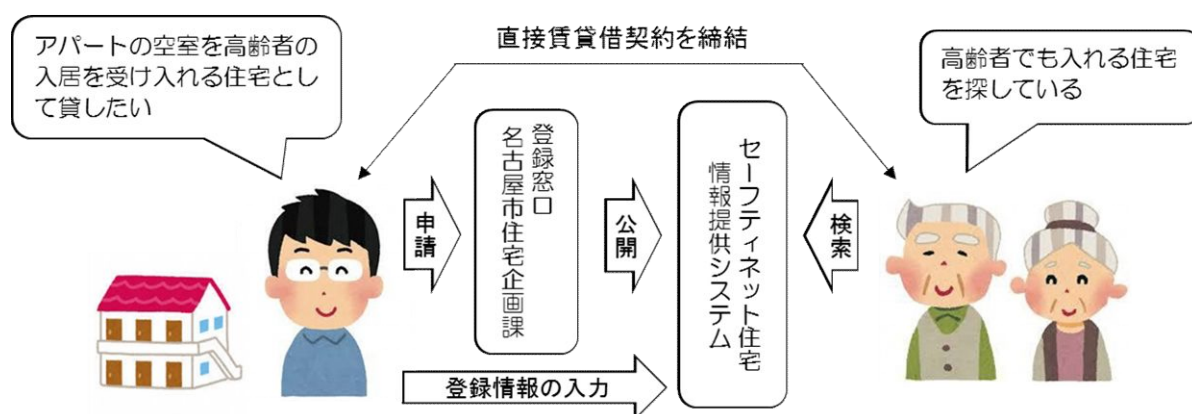 アパートの空室を高齢者の
入居を受け入れる住宅とし
て貸したい
直接賃貸借契約を締結
高齢者でも入れる住宅
を探している
申請
登録窓口
名古屋市住宅企画課
公開
セーフティネット住宅
情報提供システム
検索
登録情報の入力